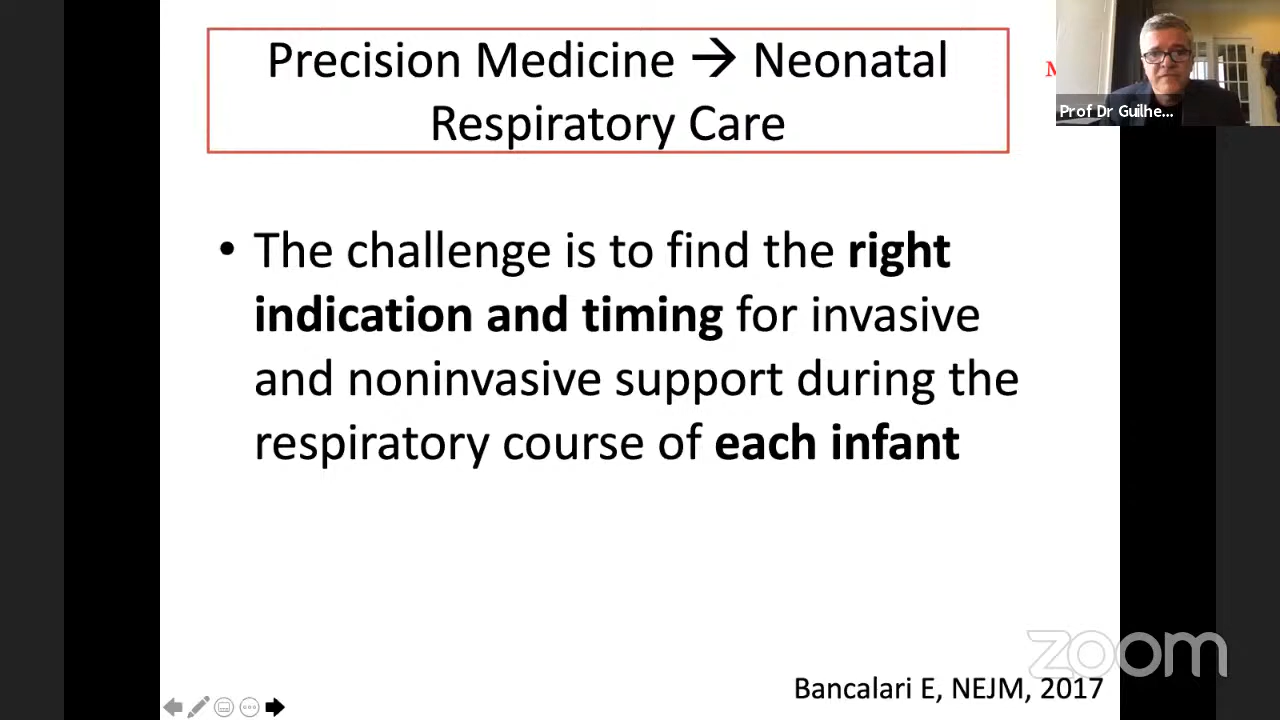 Precision Medicine → Neonatal
Respiratory Care
M
Prof Dr Guilhe...
• The challenge is to find the right
indication and timing for invasive
and noninvasive support during the
respiratory course of each infant
zoom
Bancalari E, NEJM, 2017